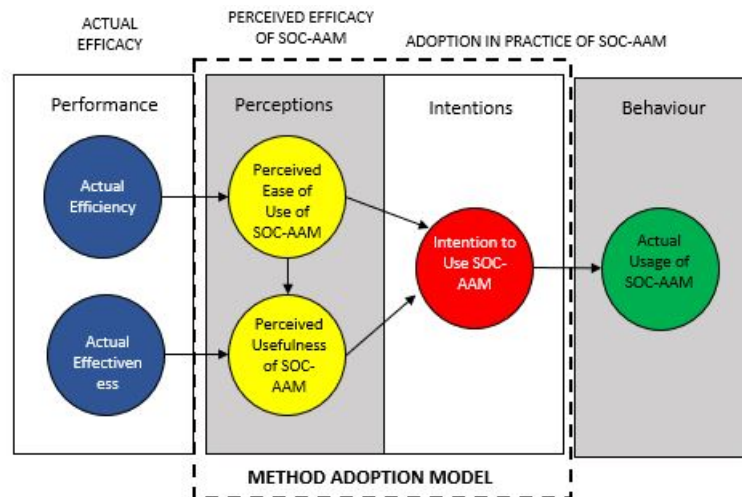 ACTUAL
EFFICACY
PERCEIVED EFFICACY
OF SOC-AAM
ADOPTION IN PRACTICE OF SOC-AAM
Performance
Perceptions
Intentions
Behaviour
Actual
Efficiency
Perceived
Ease of
Use of
SOC-AAM
Intention to
Use SOC-
AAM
Actual
Usage of
SOC-AAM
Actual
Effectiven
ess
Perceived
Usefulness
of SOC-
AAM
METHOD ADOPTION MODEL